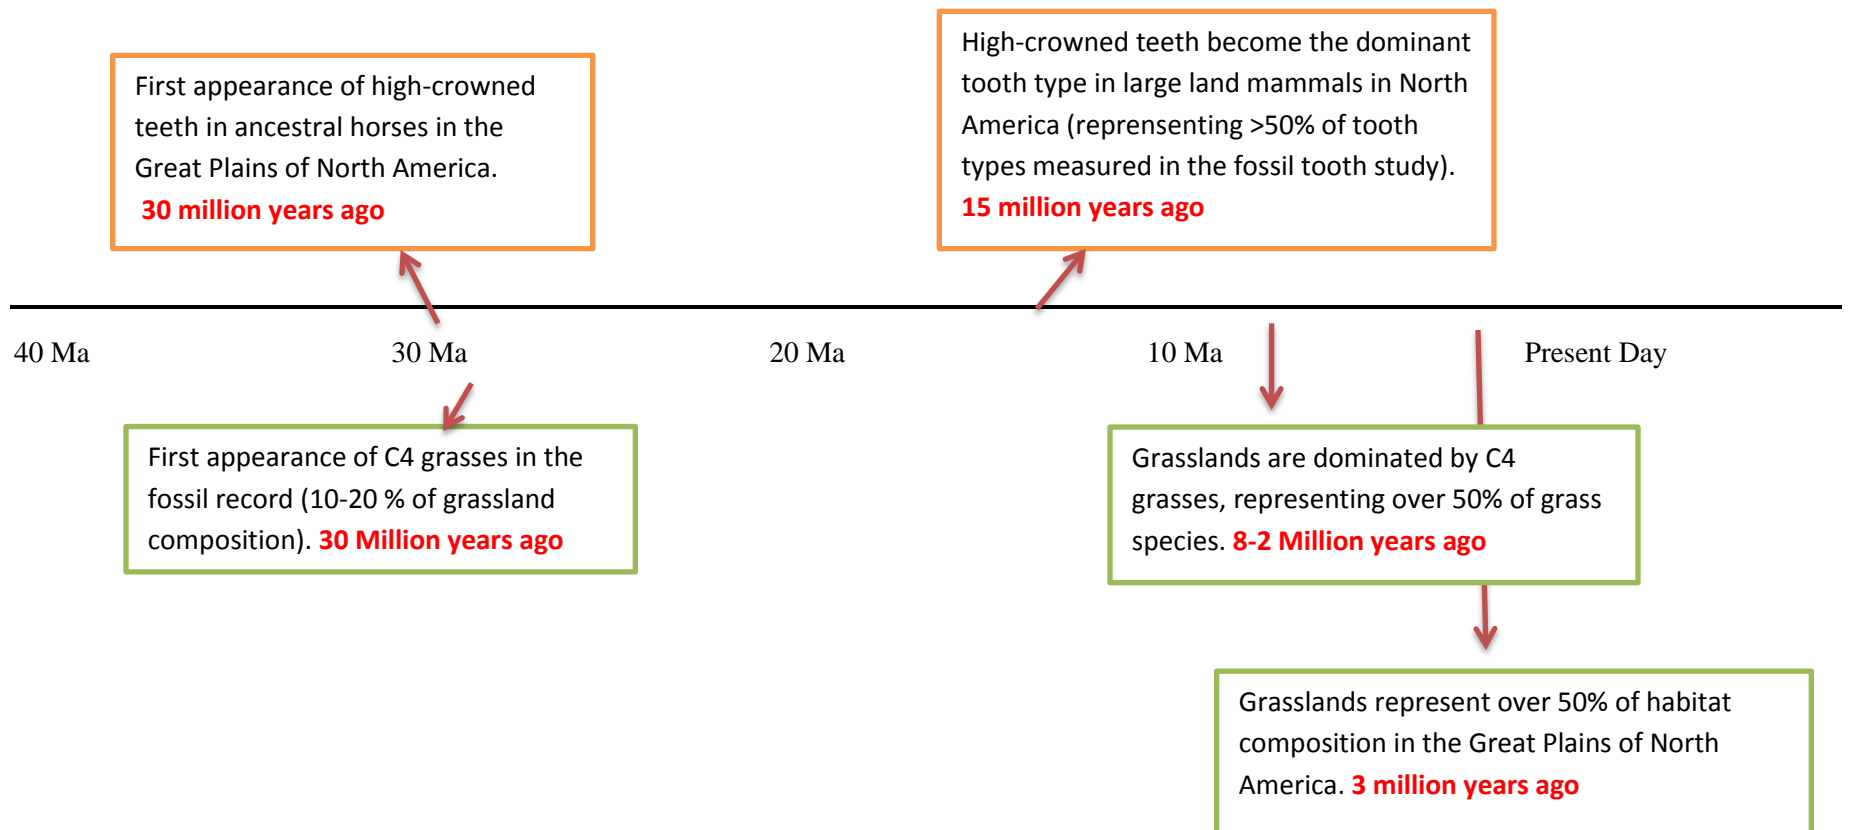 First appearance of high-crowned
teeth in ancestral horses in the
Great Plains of North America.
30 million years ago
High-crowned teeth become the dominant
tooth type in large land mammals in North
America (reprensenting >50% of tooth
types measured in the fossil tooth study).
15 million years ago
40 Ma
30 Ma
20 Ma
10 Ma
Present Day
First appearance of C4 grasses in the
fossil record (10-20 % of grassland
composition). 30 Million years ago
Grasslands are dominated by C4
grasses, representing over 50% of grass
species. 8-2 Million years ago
Grasslands represent over 50% of habitat
composition in the Great Plains of North
America. 3 million years ago